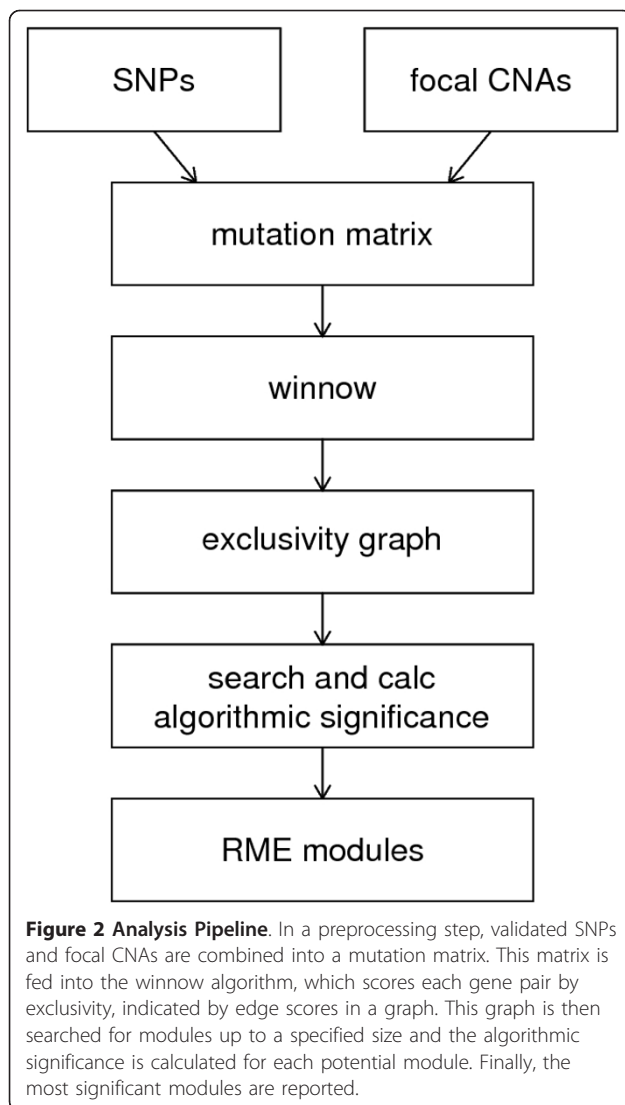 SNPs
focal CNAs
mutation matrix
winnow
exclusivity graph
search and calc
algorithmic significance
RME modules
Figure 2 Analysis Pipeline. In a preprocessing step, validated SNPs
and focal CNAs are combined into a mutation matrix. This matrix is
fed into the winnow algorithm, which scores each gene pair by
exclusivity, indicated by edge scores in a graph. This graph is then
searched for modules up to a specified size and the algorithmic
significance is calculated for each potential module. Finally, the
most significant modules are reported.